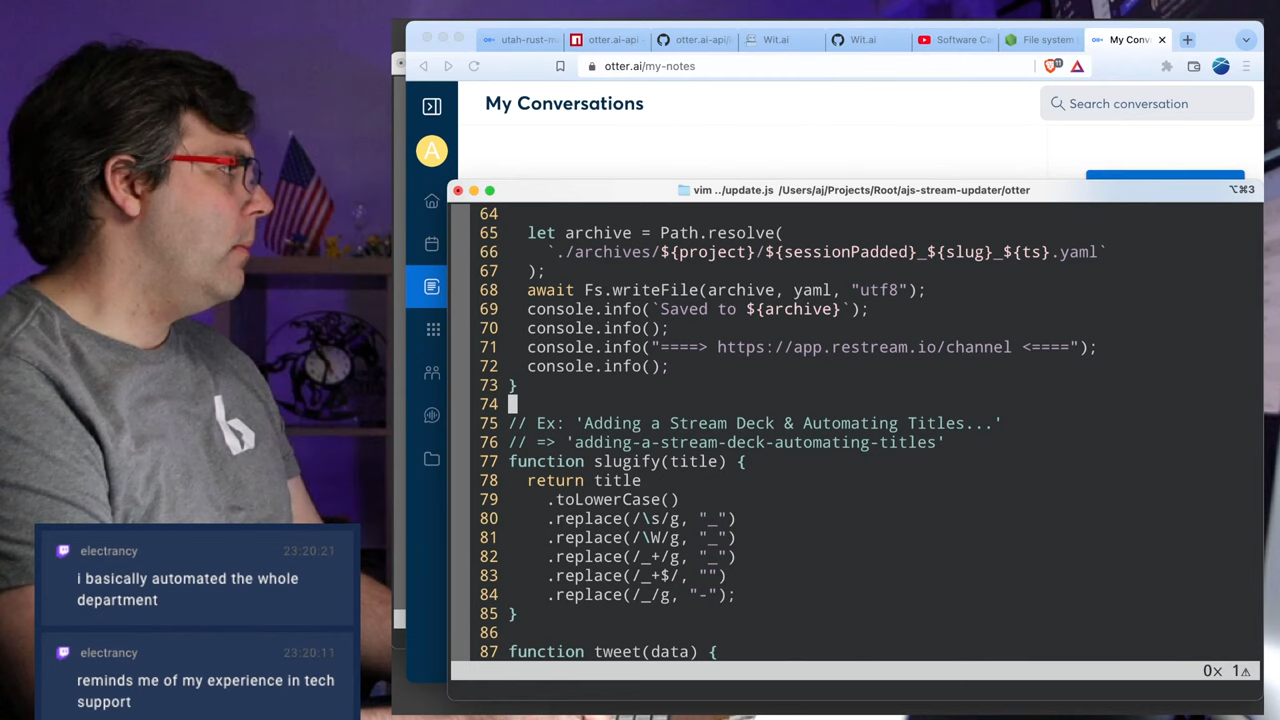 utah-rust-m
otter.ai-api -
otter.ai-api/
Wit.ai
Wit.ai
Software Ca
File system
My Conv
otter.ai/my-notes
11
My Conversations
Search conversation
A
vim ../update.js /Users/aj/Projects/Root/ajs-stream-updater/otter
⌥⌘3
64
65 let archive = Path.resolve(
66 `./archives/${project}/${sessionPadded}_${slug}_${ts}.yaml`
67 );
68 await Fs.writeFile(archive, yaml, "utf8");
69 console.info(`Saved to ${archive}`);
70 console.info();
71 console.info("====> https://app.restream.io/channel <====");
72 console.info();
73 }
74
75 // Ex: 'Adding a Stream Deck & Automating Titles...'
76 // => 'adding-a-stream-deck-automating-titles'
77 function slugify(title) {
78 return title
79 .toLowerCase()
80 .replace(/\s/g, "_")
81 .replace(/\W/g, "_")
82 .replace(/_+/g, "_")
83 .replace(/_+$/, "")
84 .replace(/_/g, "-");
85 }
86
87 function tweet(data) {
0× 1⚠
electrancy 23:20:21
i basically automated the whole
department
electrancy 23:20:11
reminds me of my experience in tech
support